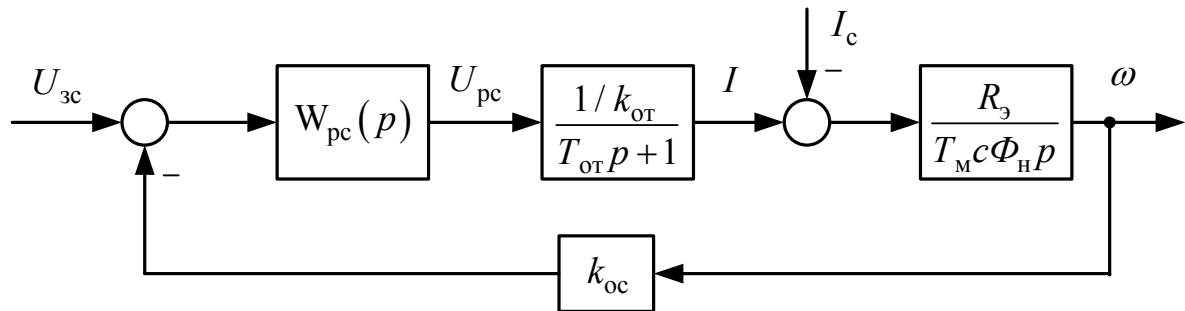 U_зс
−
W_рс(p)
U_рс
1/k_от
T_от p + 1
I
I_с
−
R_э
T_м cΦ_н p
ω
k_ос